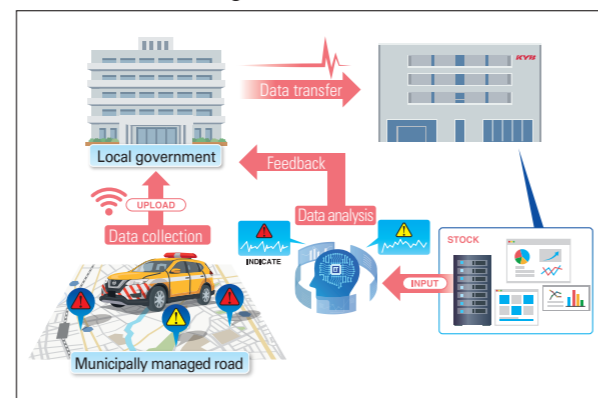 KYB
Data transfer
Local government
Feedback
UPLOAD
Data collection
Data analysis
INDICATE
STOCK
INPUT
Municipally managed road